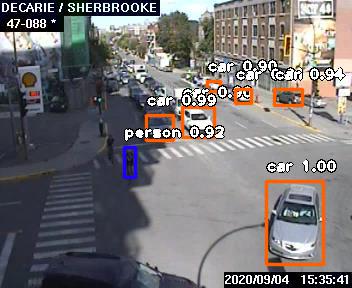 DECARIE / SHERBROOKE
47-088 *
car 0.90
car 0.94
car 0.99
person 0.92
car 1.00
2020/09/04 15:35:41